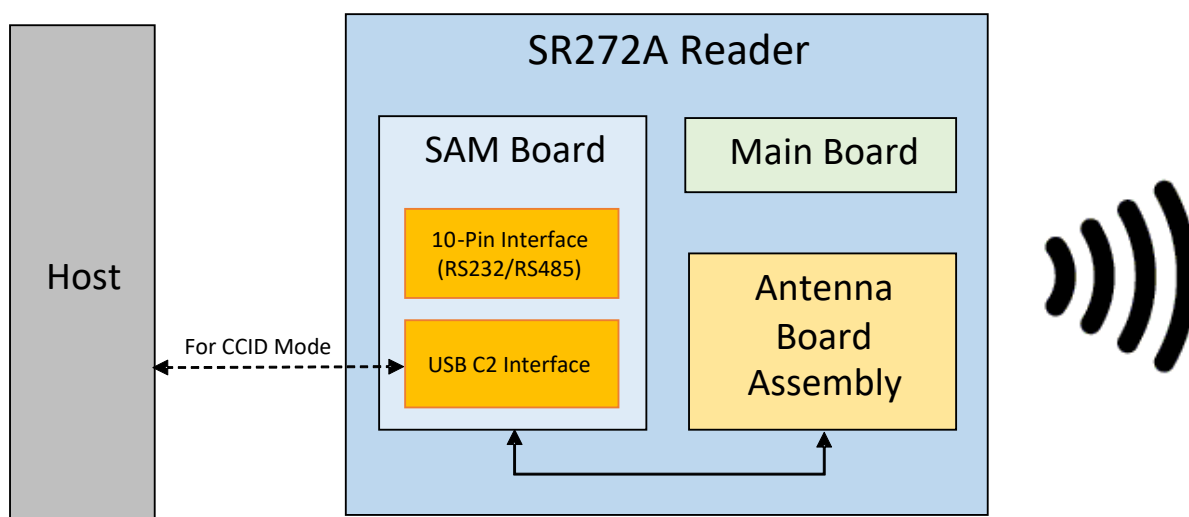 SR272A Reader
SAM Board
Main Board
10-Pin Interface
(RS232/RS485)
Host
Antenna
Board
Assembly
For CCID Mode
USB C2 Interface